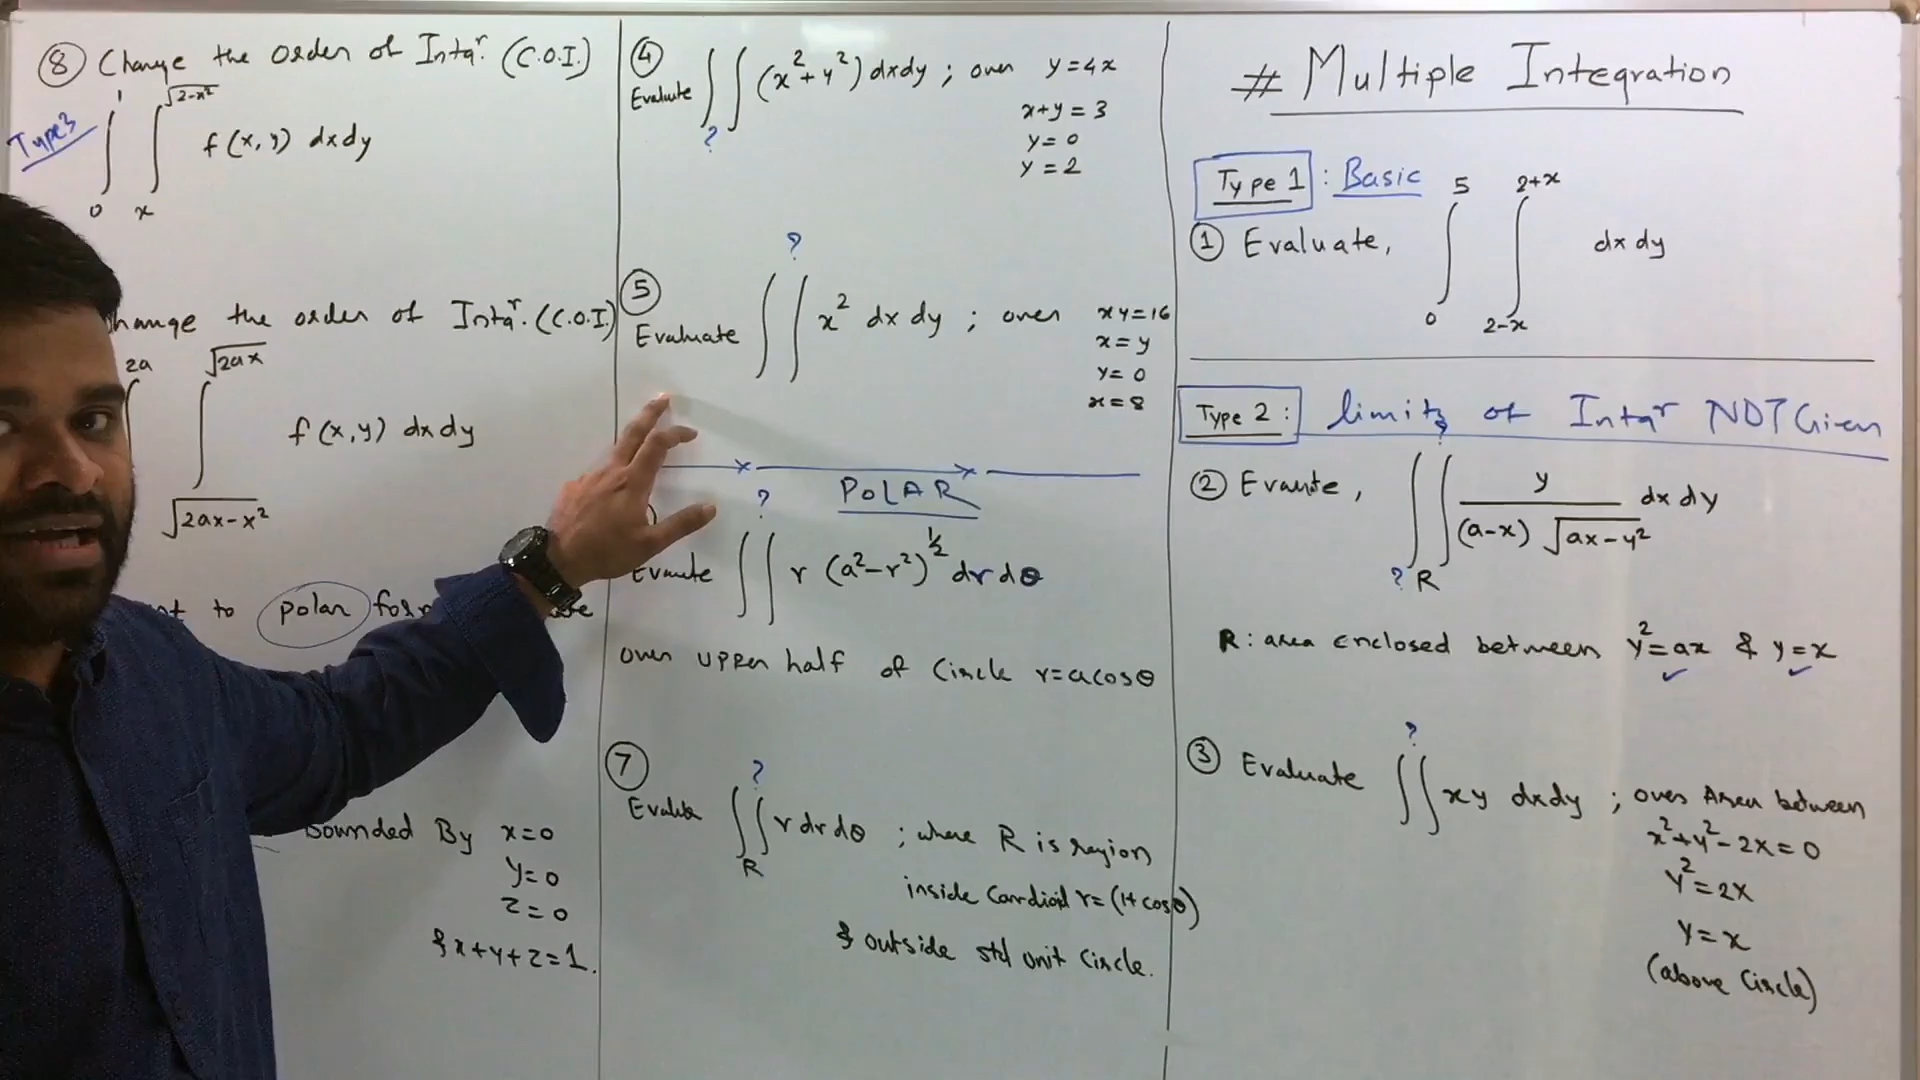 # Multiple Integration
Type 1 : Basic
① Evaluate, ∫₀⁵ ∫₂₋ₓ²⁺ˣ dx dy
Type 2 : limits of Intgʳ NOT Given
② Evaute, ∫∫ y / (a-x) √ax-y² dx dy
? ? R
R: area enclosed between y²=ax & y=x
③ Evaluate ∫∫ xy dxdy ; over Area between
?
x²+y²-2x=0
y²=2x
y=x
(above Circle)
④ Evaluate ∫∫ (x²+y²) dxdy ; over y=4x
?
x+y=3
y=0
y=2
?
⑤ Evaluate ∫∫ x² dx dy ; over xy=16
x=y
y=0
x=8
POLAR
?
Evaute ∫∫ r (a²-r²)^½ dr dθ
over upper half of Circle r=acosθ
⑦
?
Evalute ∫∫ r dr dθ ; where R is region
R
inside Cardioid r=(1+cosθ)
& outside std unit Circle.
⑧ Change the order of Intgʳ. (C.O.I.)
Type3 ∫₀¹ ∫ₓ^√2-x² f(x,y) dxdy
hange the order of Intgʳ. (C.O.I.)
2a √2ax
∫ ∫ f(x,y) dxdy
√2ax-x²
to polar
Bounded By x=0
y=0
z=0
& x+y+z=1.